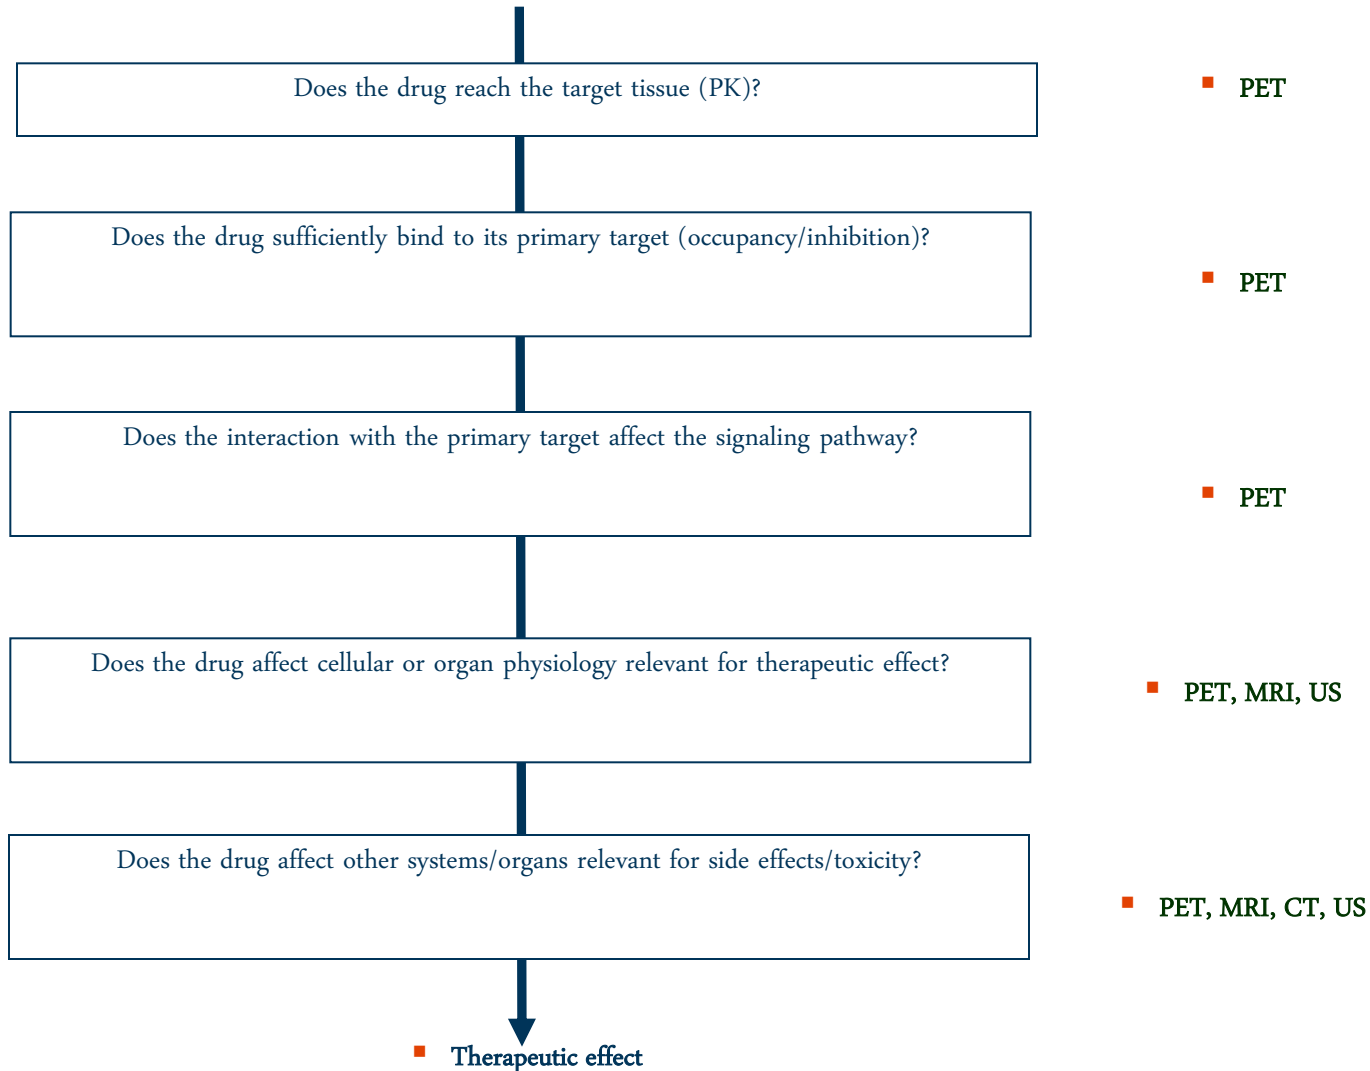 Does the drug reach the target tissue (PK)?
PET
Does the drug sufficiently bind to its primary target (occupancy/inhibition)?
PET
Does the interaction with the primary target affect the signaling pathway?
PET
Does the drug affect cellular or organ physiology relevant for therapeutic effect?
PET, MRI, US
Does the drug affect other systems/organs relevant for side effects/toxicity?
PET, MRI, CT, US
Therapeutic effect